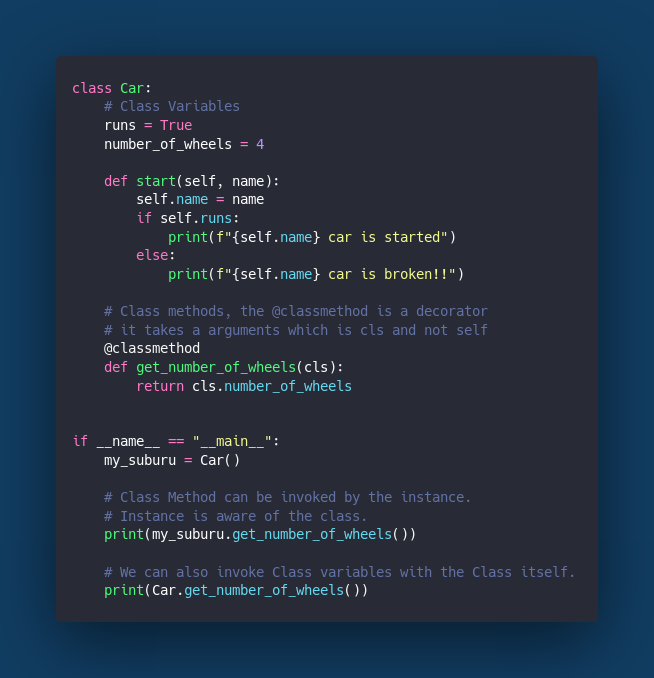 class Car:
    # Class Variables
    runs = True
    number_of_wheels = 4

    def start(self, name):
        self.name = name
        if self.runs:
            print(f"{self.name} car is started")
        else:
            print(f"{self.name} car is broken!!")

    # Class methods, the @classmethod is a decorator
    # it takes a arguments which is cls and not self
    @classmethod
    def get_number_of_wheels(cls):
        return cls.number_of_wheels


if __name__ == "__main__":
    my_suburu = Car()

    # Class Method can be invoked by the instance.
    # Instance is aware of the class.
    print(my_suburu.get_number_of_wheels())

    # We can also invoke Class variables with the Class itself.
    print(Car.get_number_of_wheels())